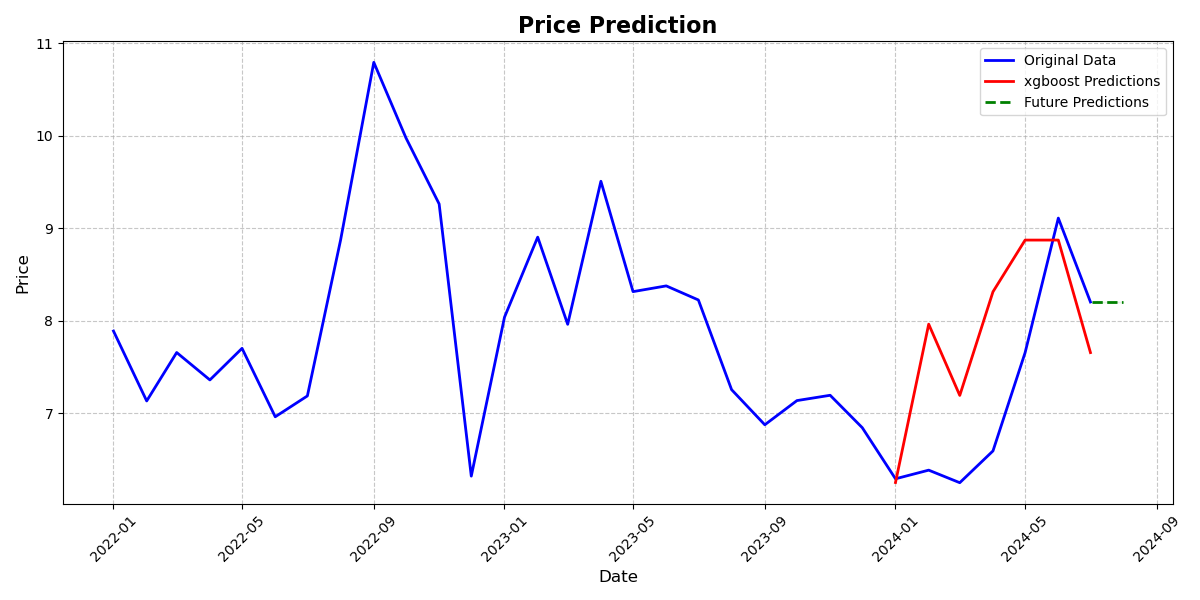 Price Prediction
Original Data
xgboost Predictions
Future Predictions
Price
11
10
9
8
7
2022-01
2022-05
2022-09
2023-01
2023-05
2023-09
2024-01
2024-05
2024-09
Date